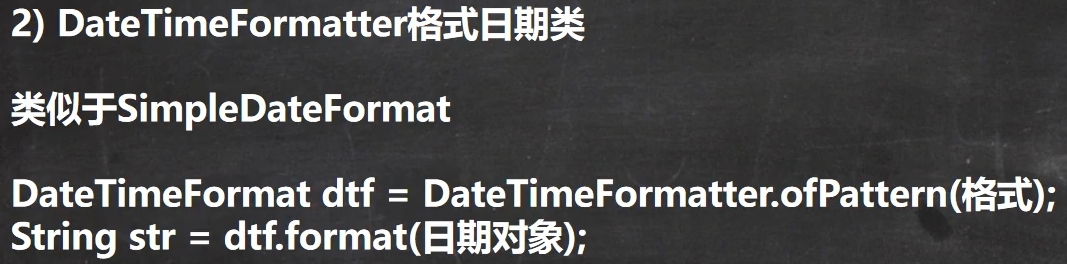 2) DateTimeFormatter格式日期类
类似于SimpleDateFormat
DateTimeFormat dtf = DateTimeFormatter.ofPattern(格式);
String str = dtf.format(日期对象);